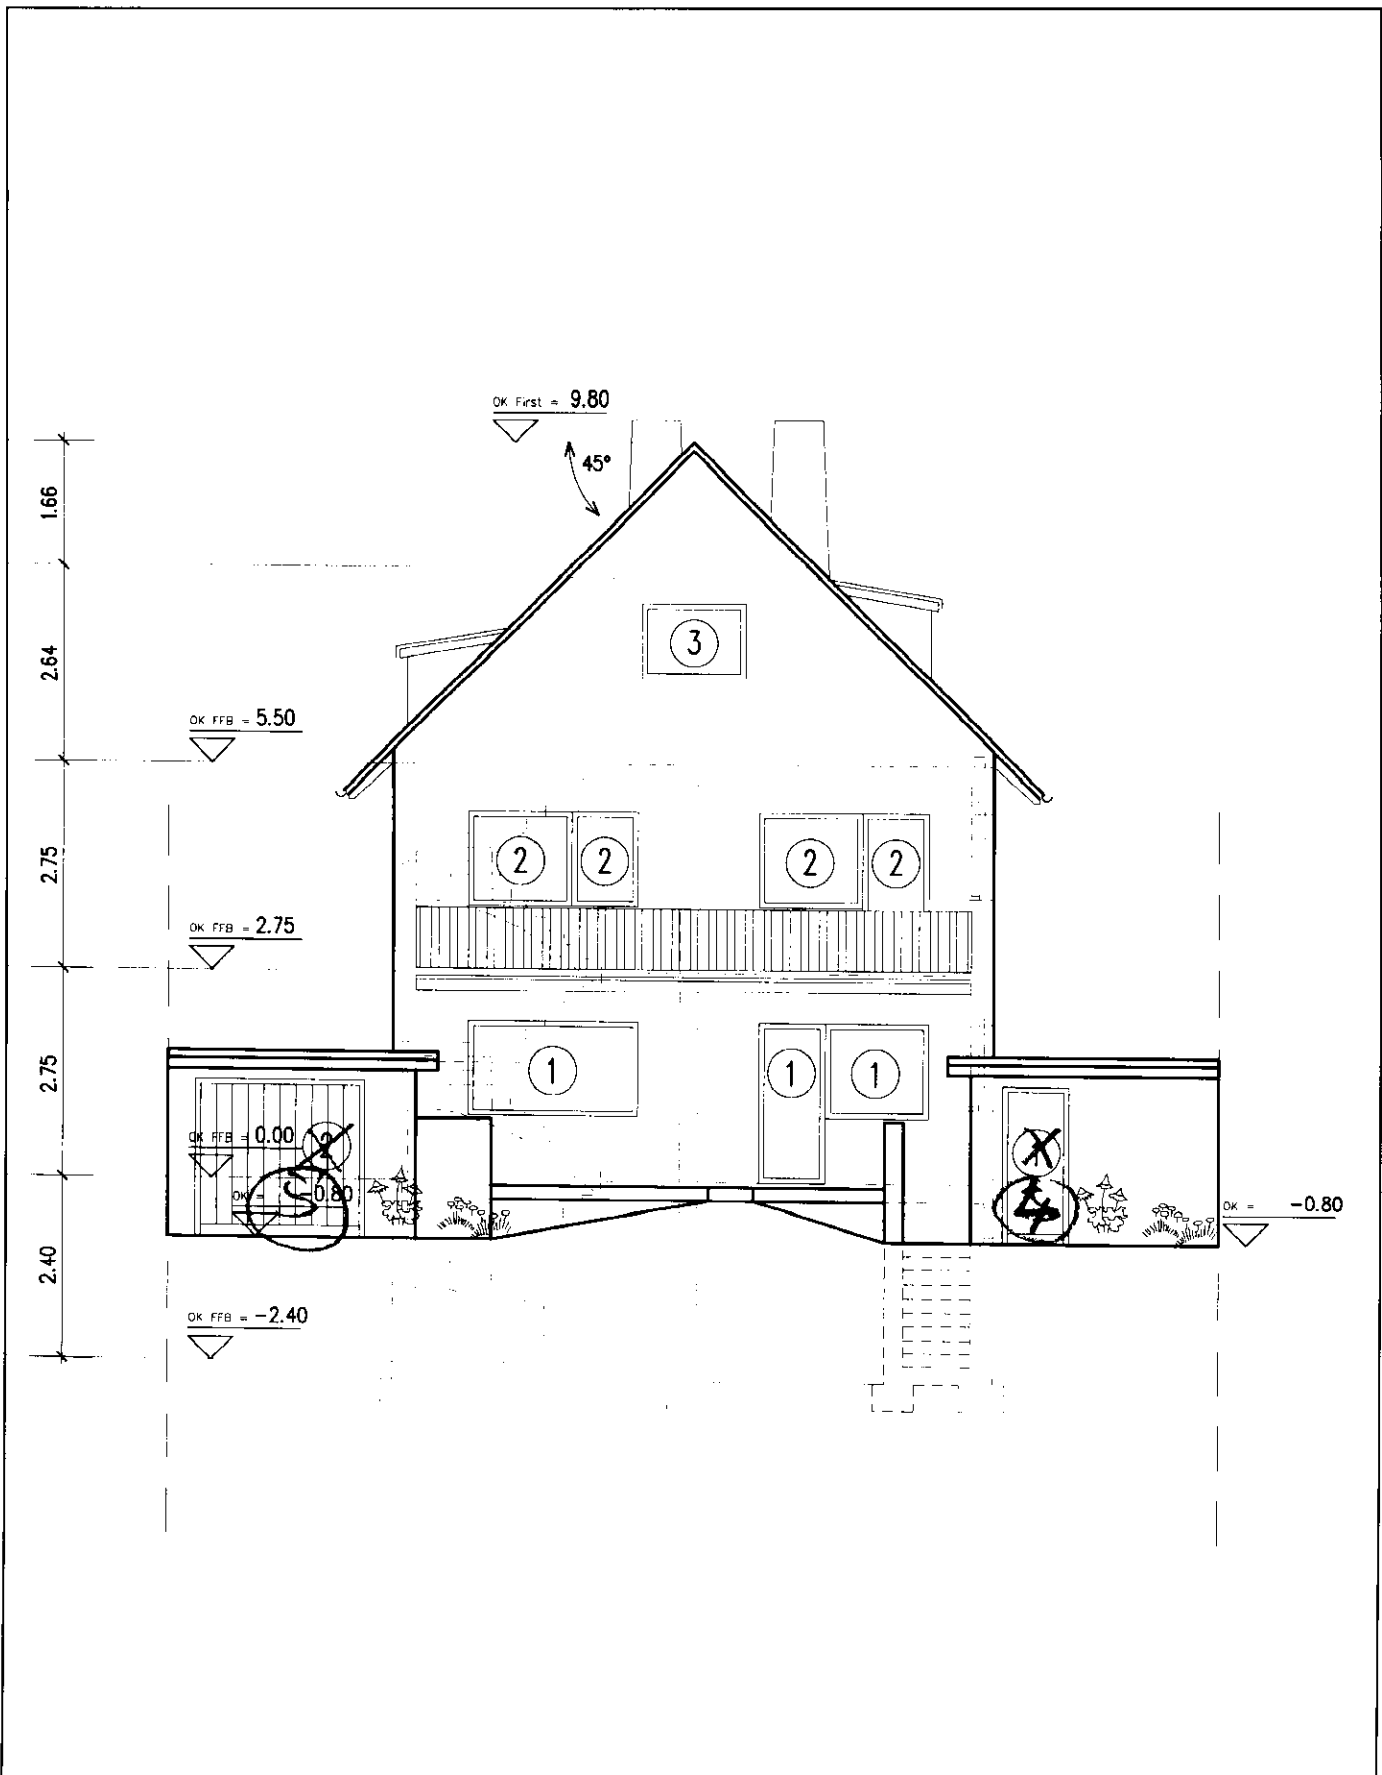 OK First = 9.80
45°
1.66
3
2.64
OK FFB = 5.50
2 2 2 2
2.75
OK FFB = 2.75
1 1 1
2.75
OK FFB = 0.00
2
OK = -0.80
5
4
OK = -0.80
2.40
OK FFB = -2.40